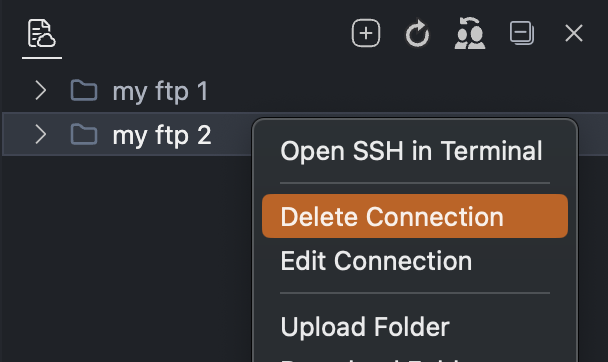 my ftp 1
my ftp 2
Open SSH in Terminal
Delete Connection
Edit Connection
Upload Folder